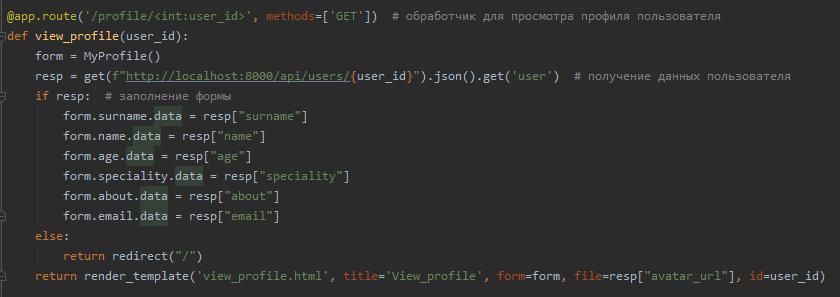 @app.route('/profile/<int:user_id>', methods=['GET'])  # обработчик для просмотра профиля пользователя
def view_profile(user_id):
    form = MyProfile()
    resp = get(f"http://localhost:8000/api/users/{user_id}").json().get('user')  # получение данных пользователя
    if resp:  # заполнение формы
        form.surname.data = resp["surname"]
        form.name.data = resp["name"]
        form.age.data = resp["age"]
        form.speciality.data = resp["speciality"]
        form.about.data = resp["about"]
        form.email.data = resp["email"]
    else:
        return redirect("/")
    return render_template('view_profile.html', title='View_profile', form=form, file=resp["avatar_url"], id=user_id)